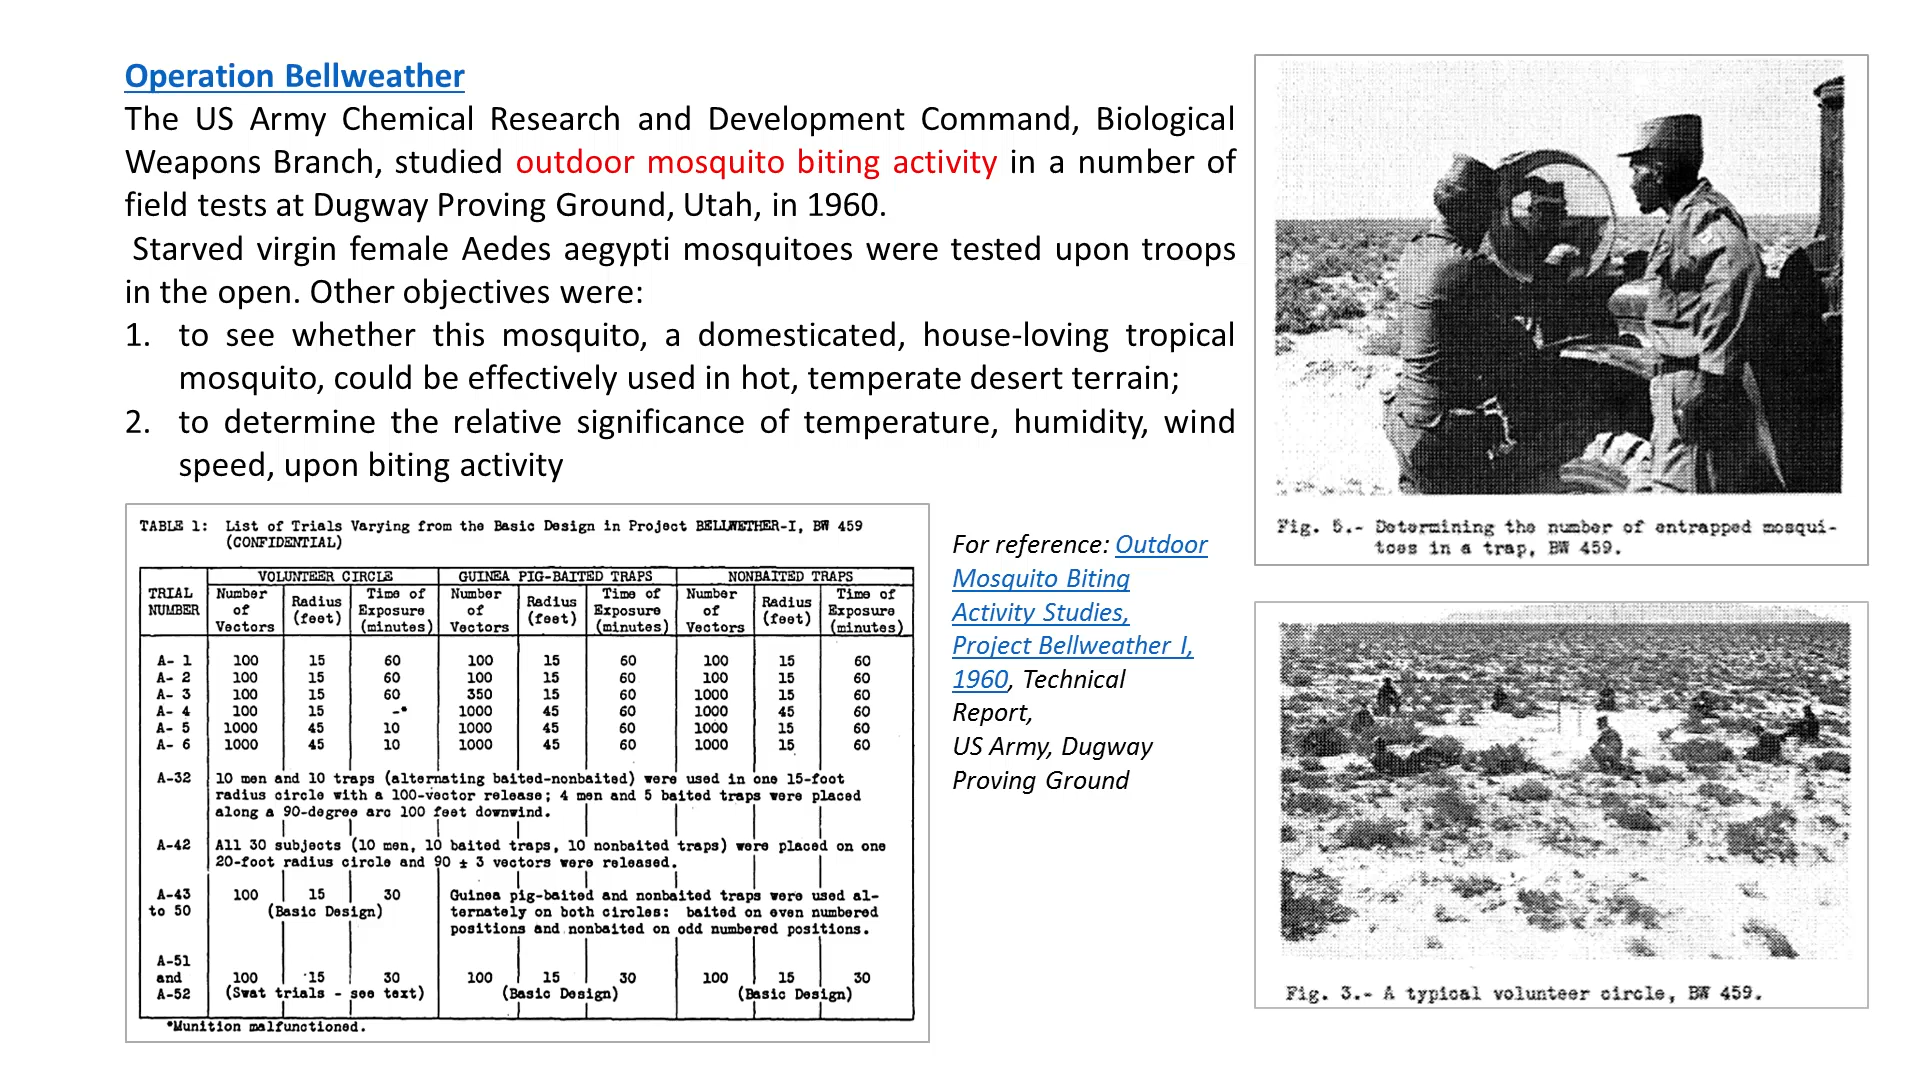 Operation Bellweather
The US Army Chemical Research and Development Command, Biological
Weapons Branch, studied outdoor mosquito biting activity in a number of
field tests at Dugway Proving Ground, Utah, in 1960.
Starved virgin female Aedes aegypti mosquitoes were tested upon troops
in the open. Other objectives were:
1. to see whether this mosquito, a domesticated, house-loving tropical
mosquito, could be effectively used in hot, temperate desert terrain;
2. to determine the relative significance of temperature, humidity, wind
speed, upon biting activity
TABLE 1: List of Trials Varying from the Basic Design in Project BELLWETHER-I, BW 459
(CONFIDENTIAL)
TRIAL NUMBER
VOLUNTEER CIRCLE GUINEA PIG-BAITED TRAPS NONBAITED TRAPS
Number of Vectors Radius (feet) Time of Exposure (minutes) Number of Vectors Radius (feet) Time of Exposure (minutes) Number of Vectors Radius (feet) Time of Exposure (minutes)
A- 1 100 15 60 100 15 60 100 15 60
A- 2 100 15 60 100 15 60 100 15 60
A- 3 100 15 60 350 15 60 1000 15 60
A- 4 100 15 -* 1000 45 60 1000 45 60
A- 5 1000 45 10 1000 45 60 1000 15 60
A- 6 1000 45 10 1000 45 60 1000 15 60
A-32 10 men and 10 traps (alternating baited-nonbaited) were used in one 15-foot
radius circle with a 100-vector release; 4 men and 5 baited traps were placed
along a 90-degree arc 100 feet downwind.
A-42 All 30 subjects (10 men, 10 baited traps, 10 nonbaited traps) were placed on one
20-foot radius circle and 90 ± 3 vectors were released.
A-43 100 15 30 Guinea pig-baited and nonbaited traps were used al-
to 50 (Basic Design) ternately on both circles: baited on even numbered
positions and nonbaited on odd numbered positions.
A-51
and 100 15 30 100 15 30 100 15 30
A-52 (Swat trials - see text) (Basic Design) (Basic Design)
*Munition malfunctioned.
For reference: Outdoor
Mosquito Biting
Activity Studies,
Project Bellweather I,
1960, Technical
Report,
US Army, Dugway
Proving Ground
Fig. 5.- Determining the number of entrapped mosqui-
toes in a trap, BW 459.
Fig. 3.- A typical volunteer circle, BW 459.